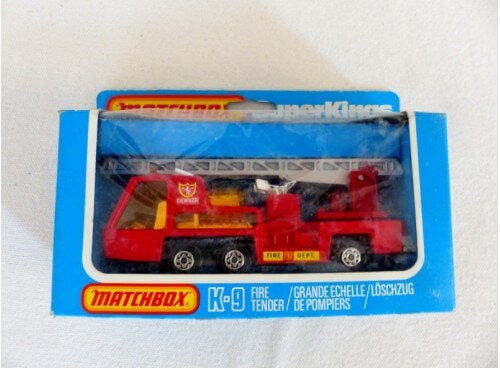 MATCHBOX SuperKings
DENVER
FIRE DEPT.
MATCHBOX K-9 FIRE TENDER/GRANDE ECHELLE DE POMPIERS/LÖSCHZUG